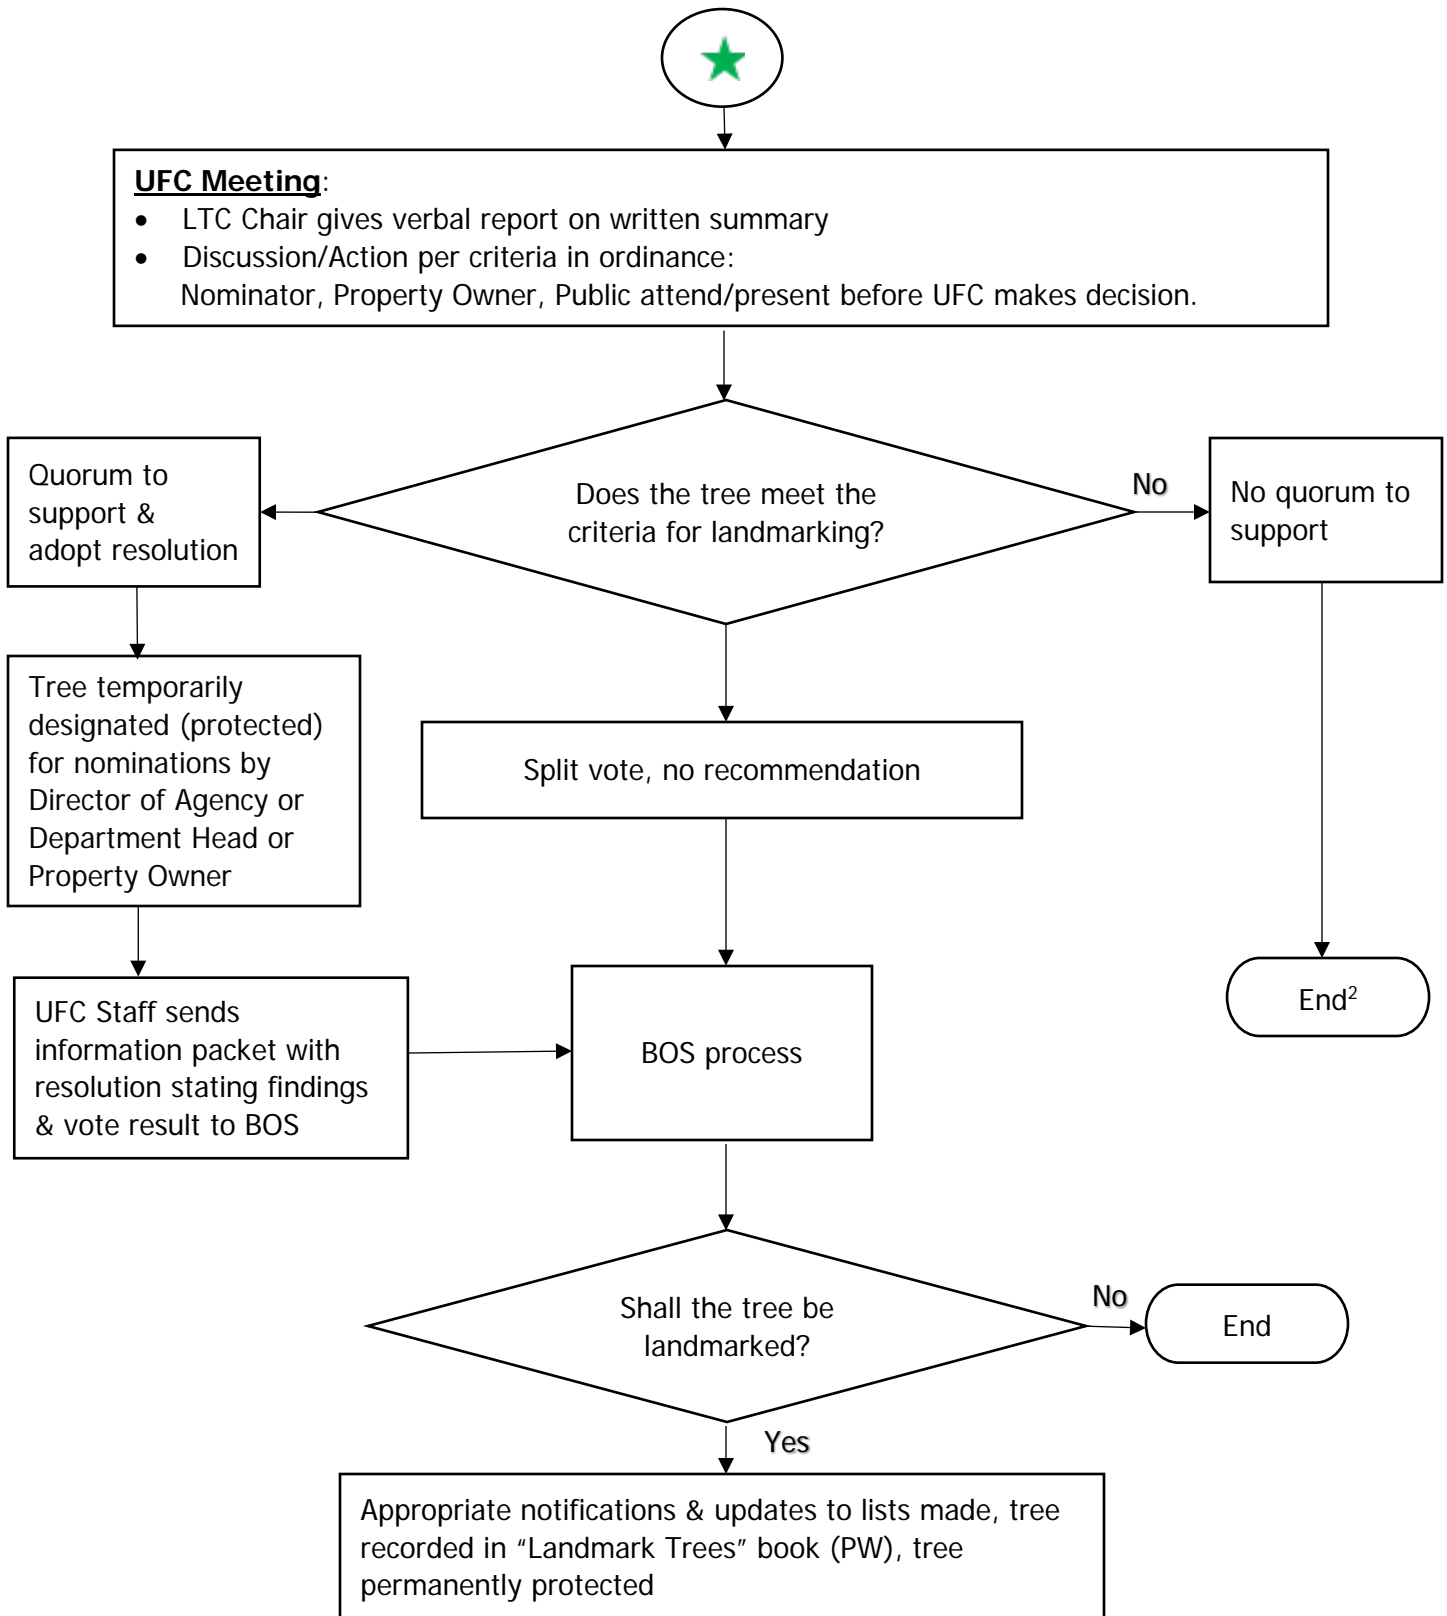 UFC Meeting:
• LTC Chair gives verbal report on written summary
• Discussion/Action per criteria in ordinance:
Nominator, Property Owner, Public attend/present before UFC makes decision.
Quorum to
support &
adopt resolution
Does the tree meet the
criteria for landmarking?
No
No quorum to
support
Tree temporarily
designated (protected)
for nominations by
Director of Agency or
Department Head or
Property Owner
Split vote, no recommendation
UFC Staff sends
information packet with
resolution stating findings
& vote result to BOS
BOS process
End²
Shall the tree be
landmarked?
No
End
Yes
Appropriate notifications & updates to lists made, tree
recorded in “Landmark Trees” book (PW), tree
permanently protected